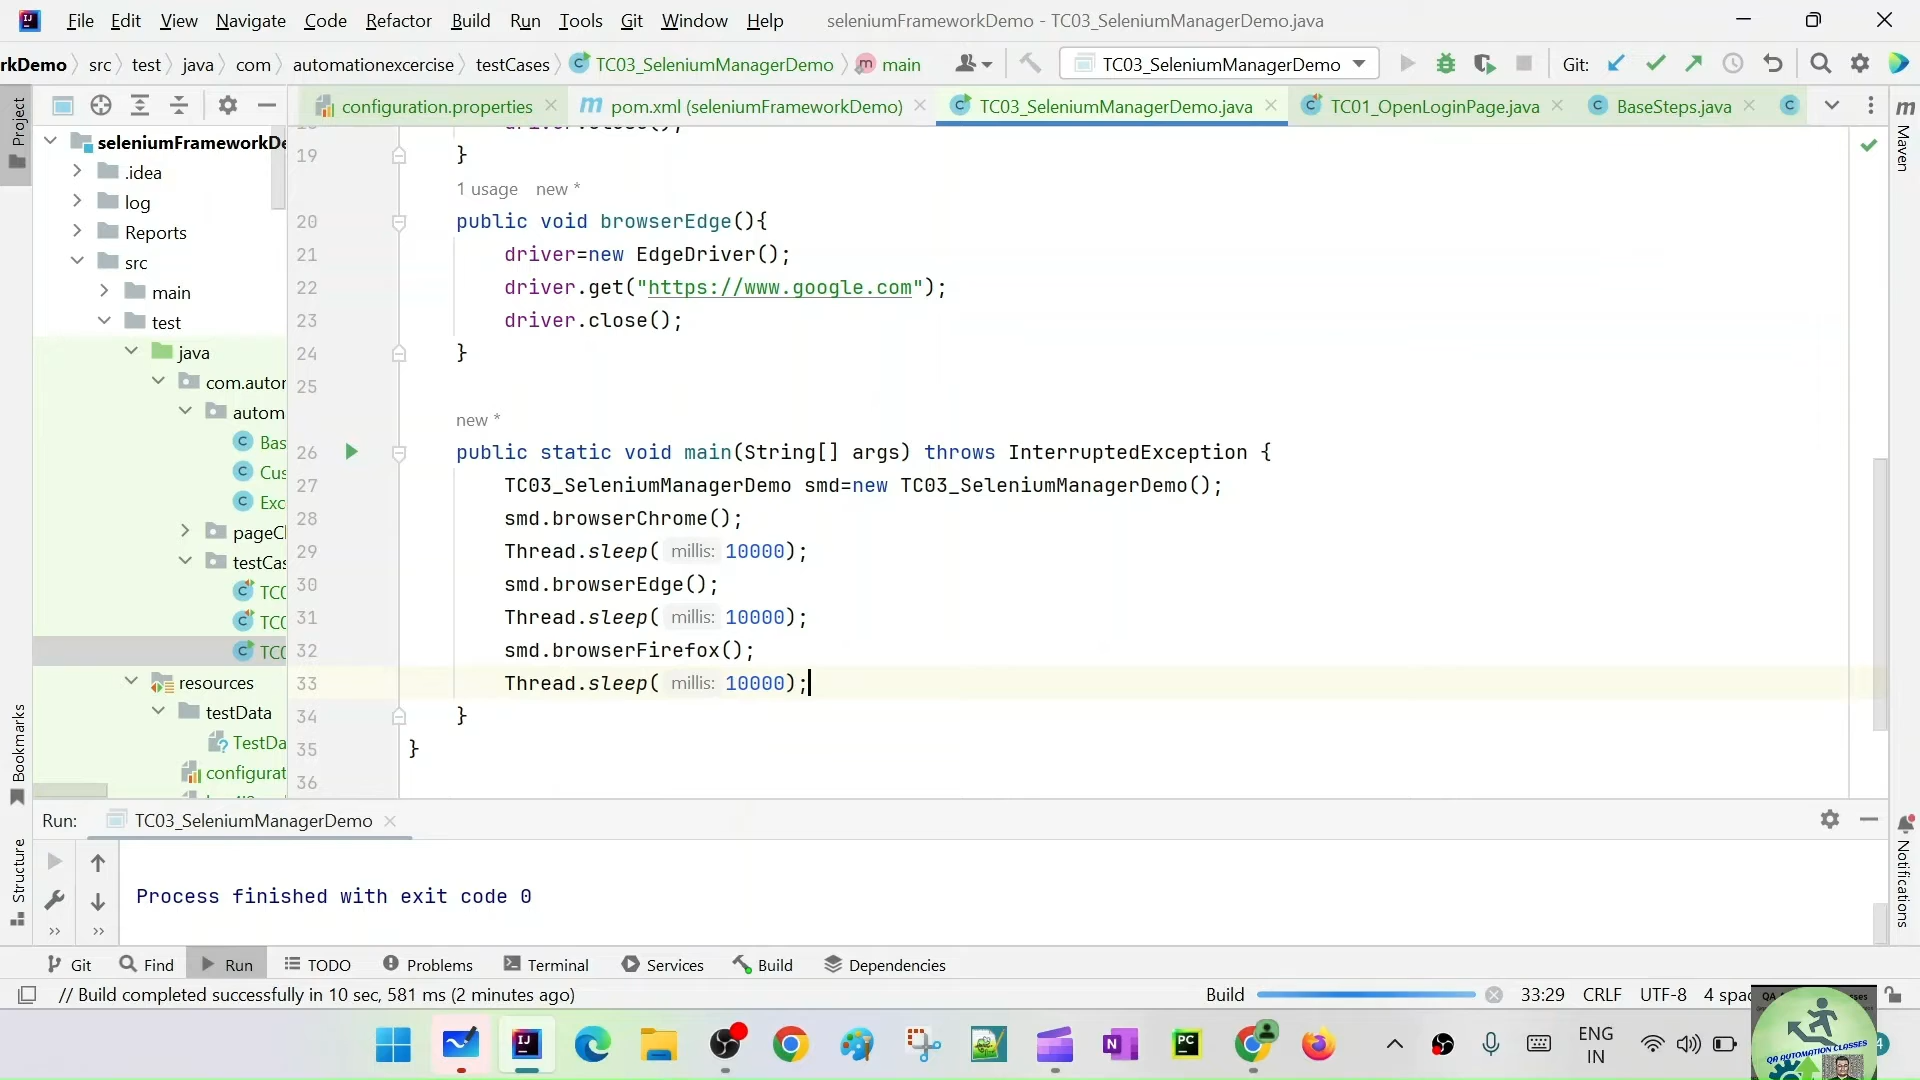 File Edit View Navigate Code Refactor Build Run Tools Git Window Help seleniumFrameworkDemo - TC03_SeleniumManagerDemo.java
rkDemo src test java com automationexcercise testCases TC03_SeleniumManagerDemo main TC03_SeleniumManagerDemo Git:
Project
configuration.properties pom.xml (seleniumFrameworkDemo) TC03_SeleniumManagerDemo.java TC01_OpenLoginPage.java BaseSteps.java
Maven
seleniumFrameworkDe
.idea
log
Reports
src
main
test
java
com.autor
autom
Bas
Cus
Exc
pageCl
testCas
TC0
TC0
TC0
resources
testData
TestDa
configurat
19 }
1 usage new *
20 public void browserEdge(){
21 driver=new EdgeDriver();
22 driver.get("https://www.google.com");
23 driver.close();
24 }
25
new *
26 public static void main(String[] args) throws InterruptedException {
27 TC03_SeleniumManagerDemo smd=new TC03_SeleniumManagerDemo();
28 smd.browserChrome();
29 Thread.sleep( millis: 10000);
30 smd.browserEdge();
31 Thread.sleep( millis: 10000);
32 smd.browserFirefox();
33 Thread.sleep( millis: 10000);
34 }
35 }
36
Bookmarks
Structure
Notifications
Run: TC03_SeleniumManagerDemo
Process finished with exit code 0
Git Find Run TODO Problems Terminal Services Build Dependencies
// Build completed successfully in 10 sec, 581 ms (2 minutes ago) Build 33:29 CRLF UTF-8 4 spac
ENG
IN
QA AUTOMATION CLASSES